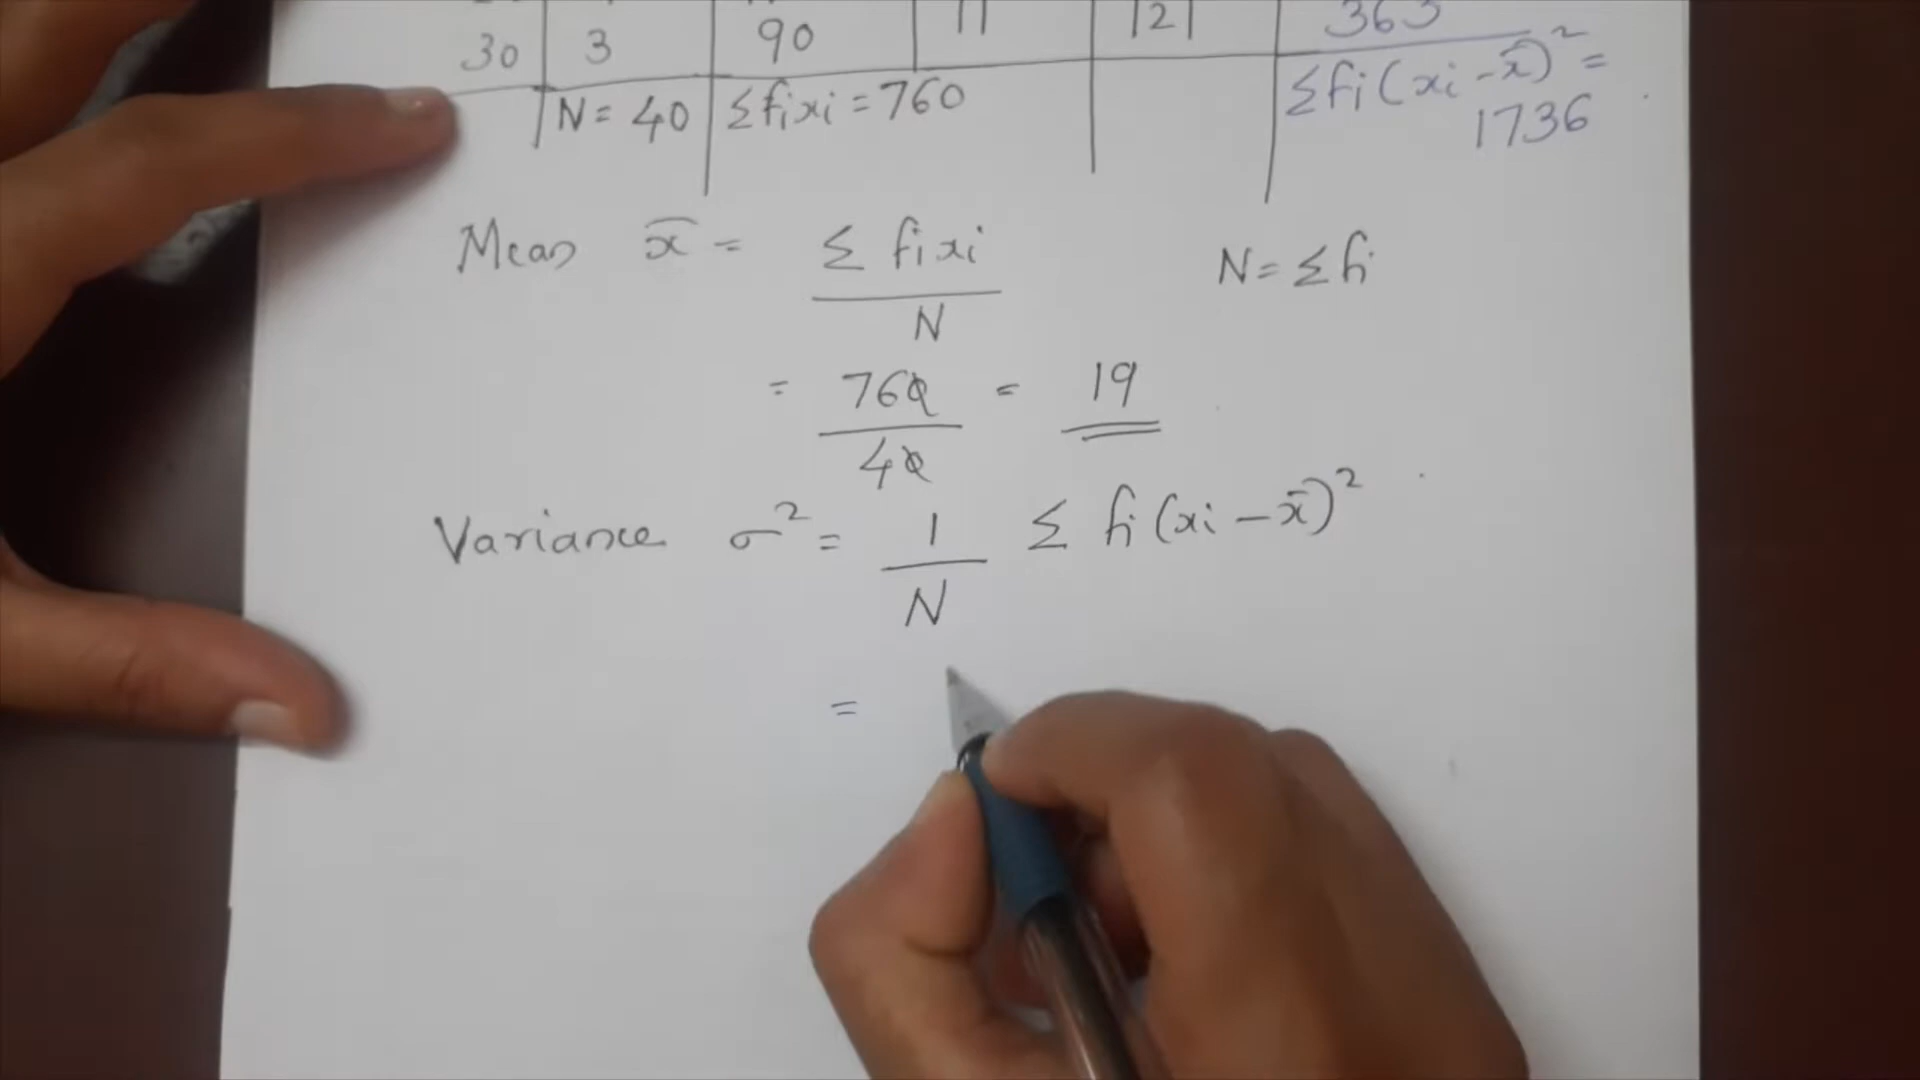 30 3 90 11 121 363
N = 40 Σfixi = 760 Σfi(xi - x̄)² =
1736
Mean x̄ = Σ fixi N = Σfi
N
= 760 = 19
40
Variance σ² = 1 Σ fi(xi - x̄)²
N
=